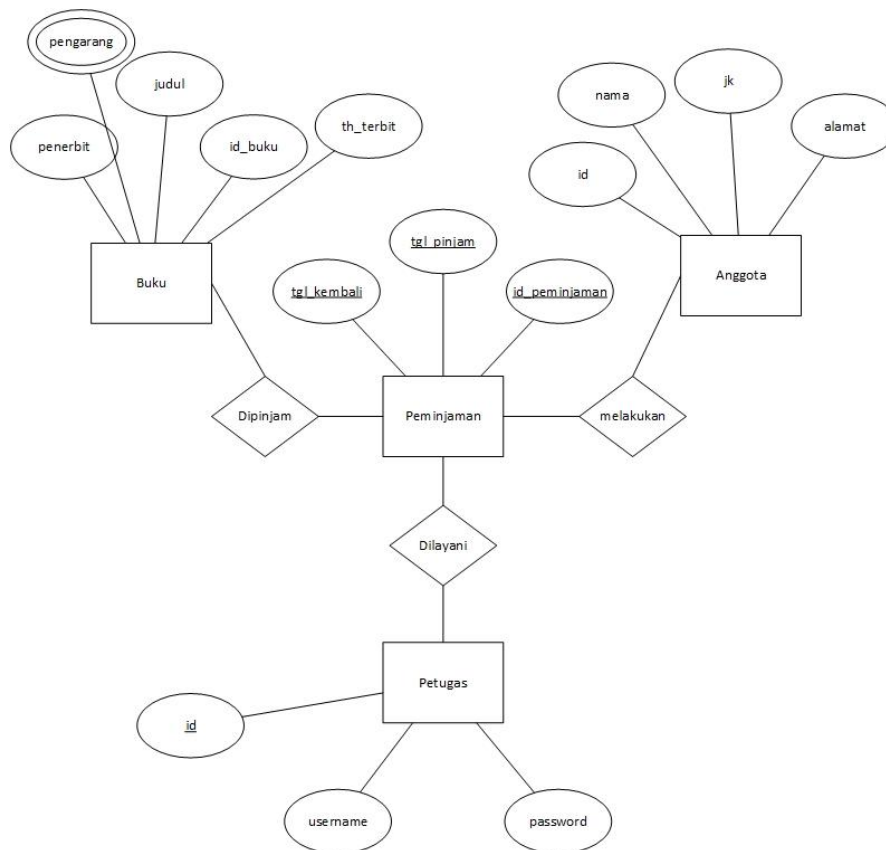 pengarang
judul
penerbit
id_buku
th_terbit
nama
jk
alamat
id
Buku
Anggota
tgl_pinjam
tgl_kembali
id_peminjaman
Dipinjam
Peminjaman
melakukan
Dilayani
Petugas
id
username
password